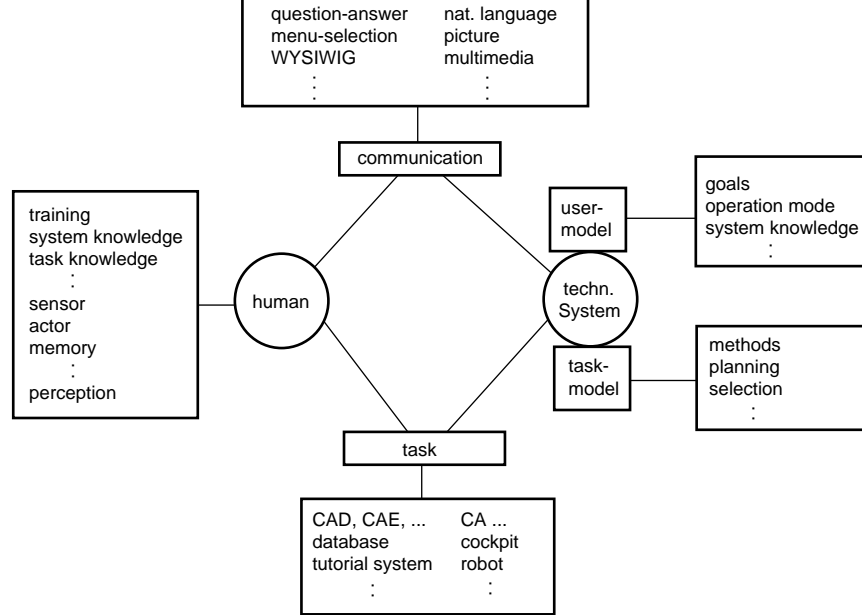 question-answer nat. language
menu-selection picture
WYSIWIG multimedia
communication
training
system knowledge
task knowledge
sensor
actor
memory
perception
human
user-
model
goals
operation mode
system knowledge
techn.
System
task-
model
methods
planning
selection
task
CAD, CAE, ... CA ...
database cockpit
tutorial system robot